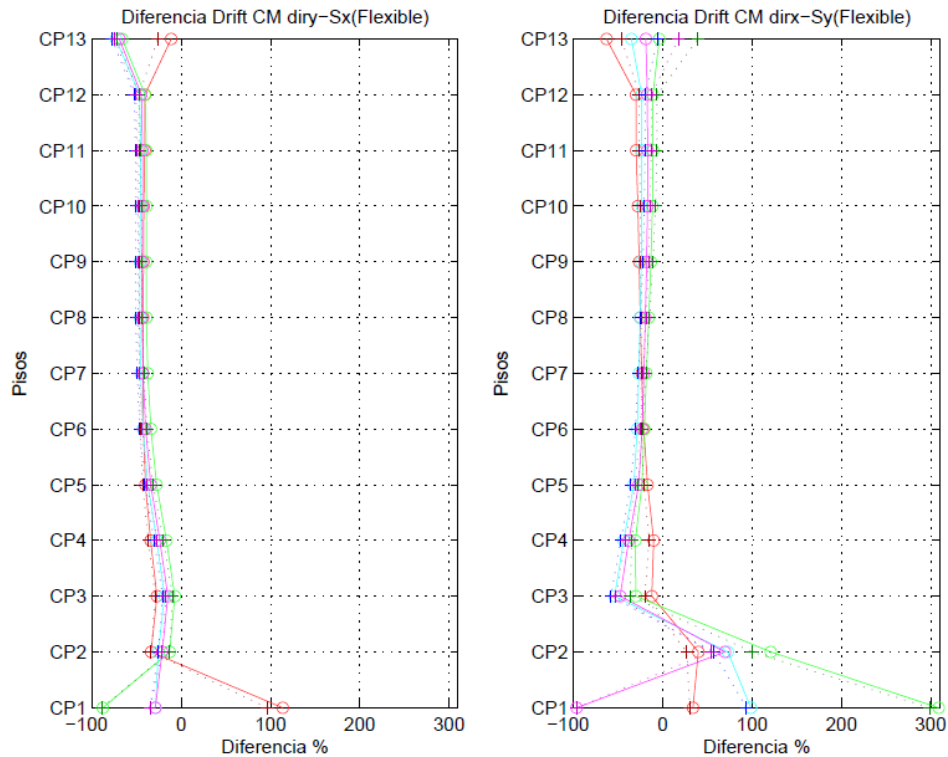 Diferencia Drift CM diry−Sx(Flexible)
CP13
CP12
CP11
CP10
CP9
CP8
CP7
CP6
CP5
CP4
CP3
CP2
CP1
Pisos
−100 0 100 200 300
Diferencia %
Diferencia Drift CM dirx−Sy(Flexible)
CP13
CP12
CP11
CP10
CP9
CP8
CP7
CP6
CP5
CP4
CP3
CP2
CP1
Pisos
−100 0 100 200 300
Diferencia %